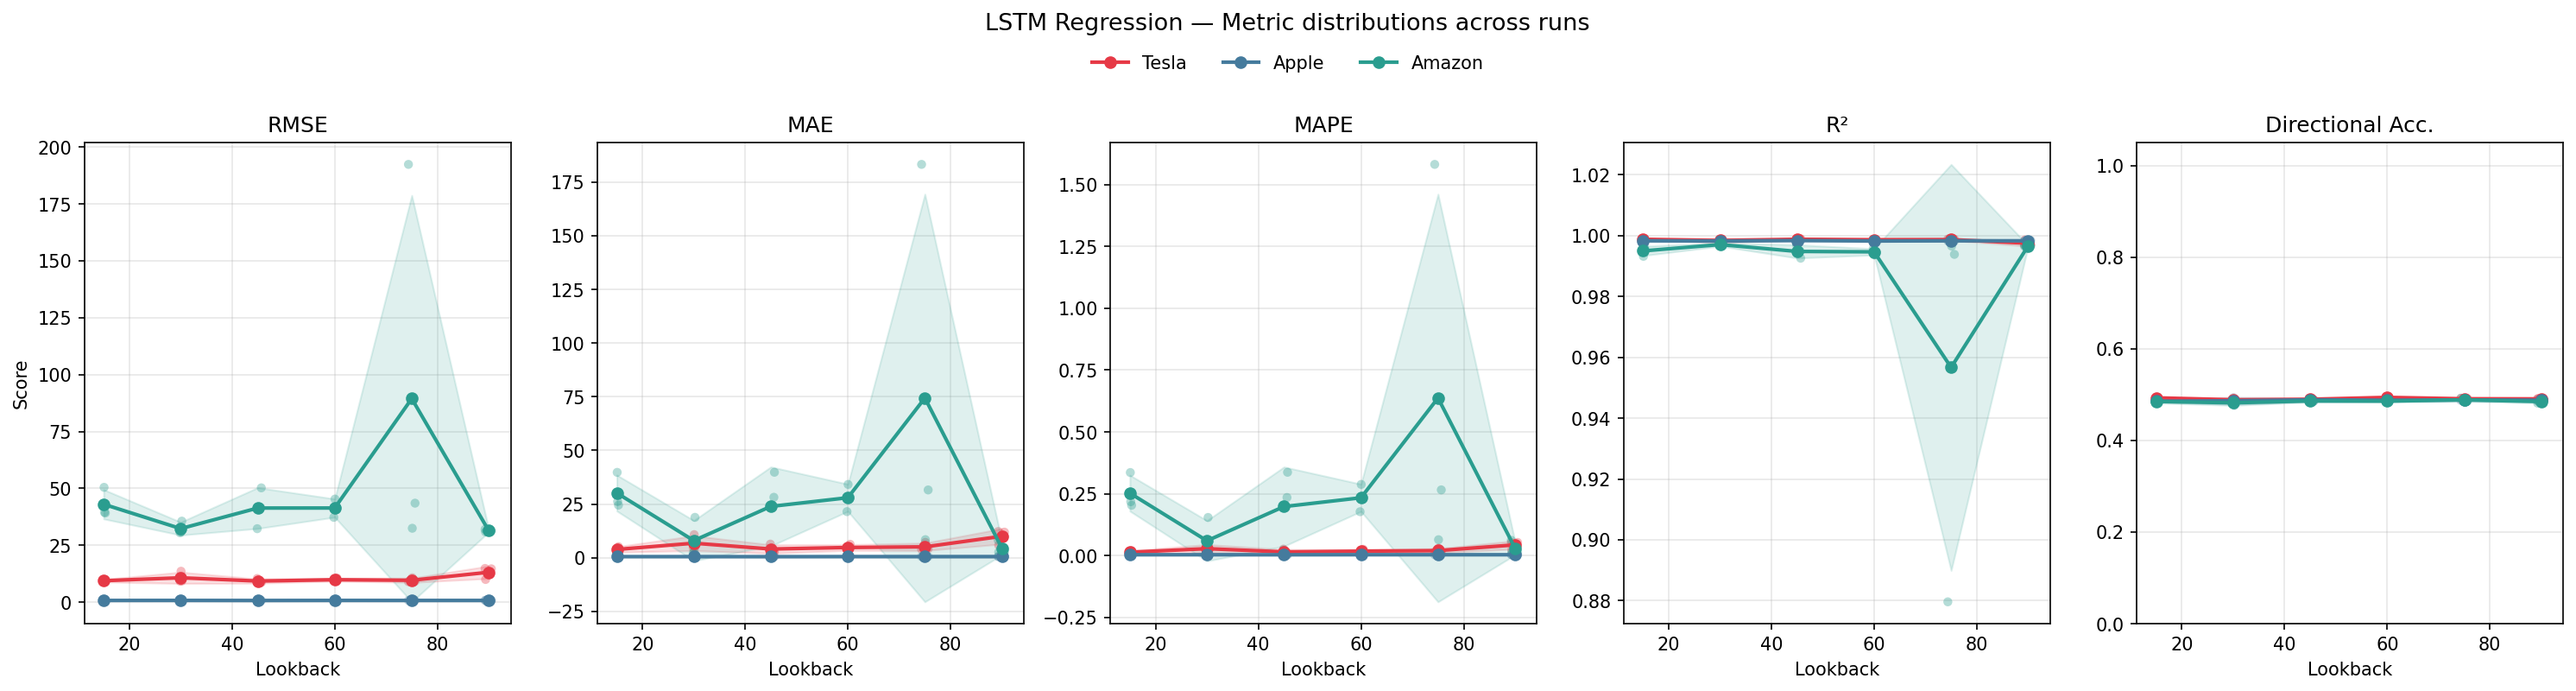 LSTM Regression — Metric distributions across runs
Tesla Apple Amazon
RMSE
Score
200
175
150
125
100
75
50
25
0
20 40 60 80
Lookback
MAE
175
150
125
100
75
50
25
0
−25
20 40 60 80
Lookback
MAPE
1.50
1.25
1.00
0.75
0.50
0.25
0.00
−0.25
20 40 60 80
Lookback
R²
1.02
1.00
0.98
0.96
0.94
0.92
0.90
0.88
20 40 60 80
Lookback
Directional Acc.
1.0
0.8
0.6
0.4
0.2
0.0
20 40 60 80
Lookback